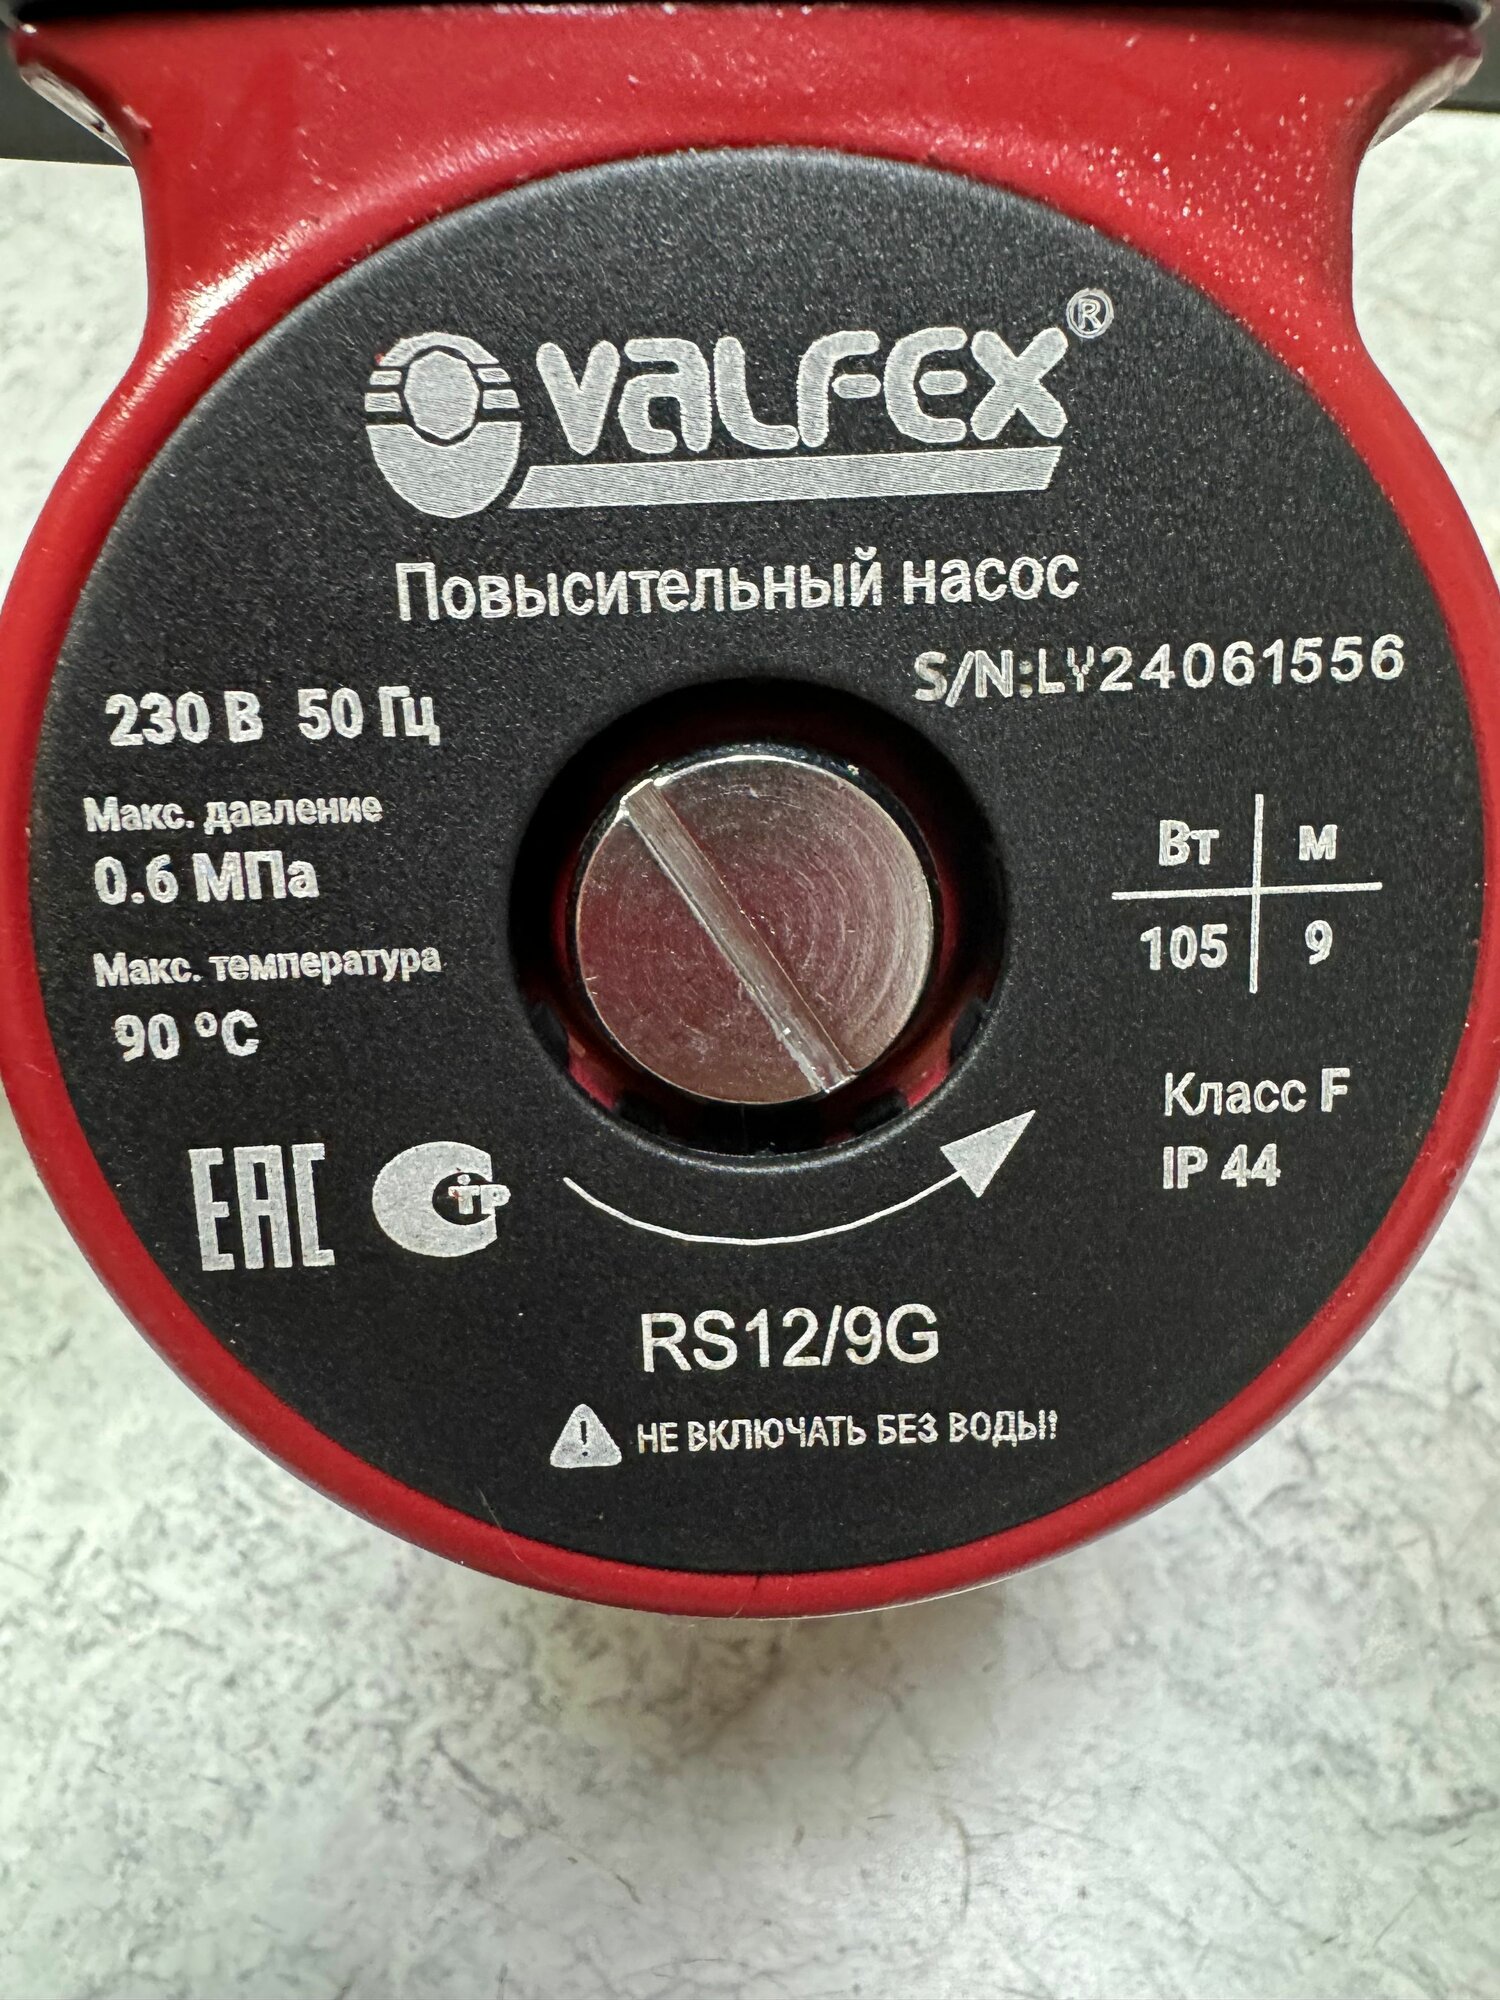 VALFEX®
Повысительный насос
S/N:LY24061556
230 В 50 Гц
Макс. давление
0.6 МПа
Макс. температура
90 °C
Вт м
105 9
Класс F
IP 44
EAC
СТР
RS12/9G
! НЕ ВКЛЮЧАТЬ БЕЗ ВОДЫ!